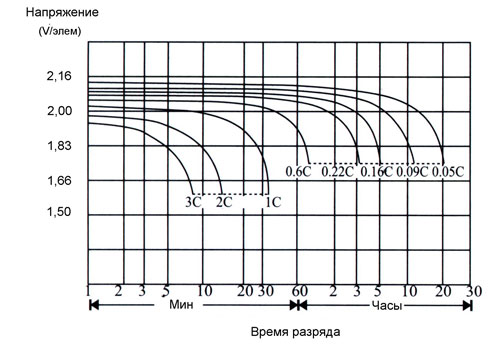 Напряжение
(V/элем)
2,16
2,00
1,83
1,66
1,50
0.6C 0.22C 0.16C 0.09C 0.05C
3C 2C 1C
1 2 3 5 10 20 30 60 2 3 5 10 20 30
Мин Часы
Время разряда